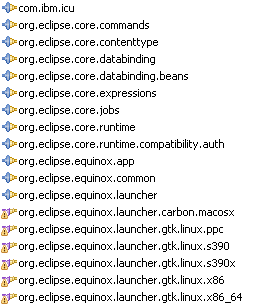 com.ibm.icu
org.eclipse.core.commands
org.eclipse.core.contenttype
org.eclipse.core.databinding
org.eclipse.core.databinding.beans
org.eclipse.core.expressions
org.eclipse.core.jobs
org.eclipse.core.runtime
org.eclipse.core.runtime.compatibility.auth
org.eclipse.equinox.app
org.eclipse.equinox.common
org.eclipse.equinox.launcher
org.eclipse.equinox.launcher.carbon.macosx
org.eclipse.equinox.launcher.gtk.linux.ppc
org.eclipse.equinox.launcher.gtk.linux.s390
org.eclipse.equinox.launcher.gtk.linux.s390x
org.eclipse.equinox.launcher.gtk.linux.x86
org.eclipse.equinox.launcher.gtk.linux.x86_64